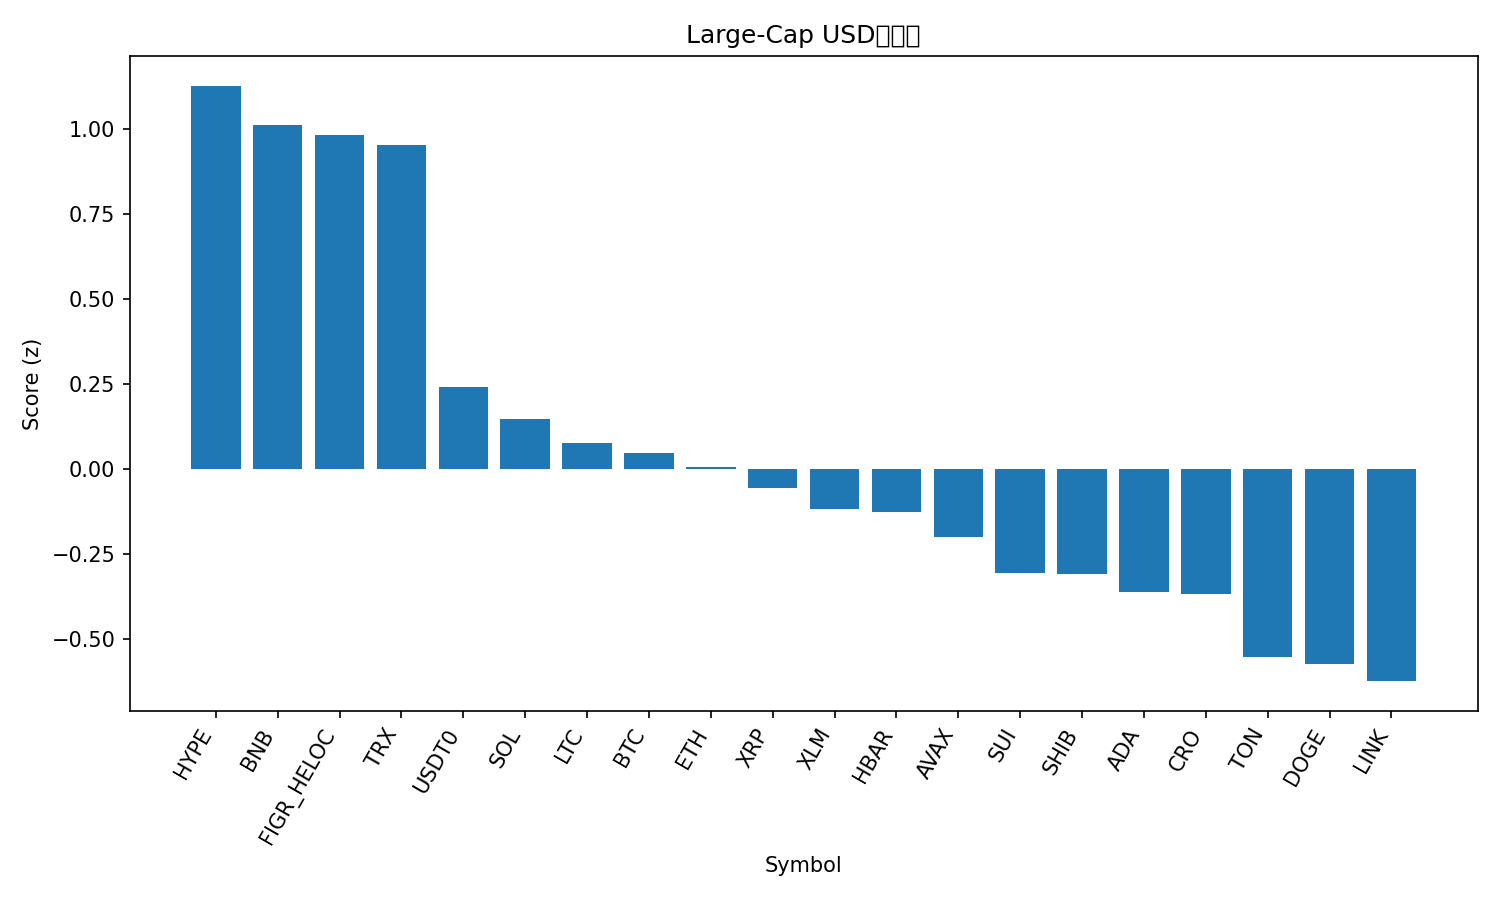 Large-Cap USD
Score (z)
1.00
0.75
0.50
0.25
0.00
−0.25
−0.50
HYPE
BNB
FIGR_HELOC
TRX
USDT0
SOL
LTC
BTC
ETH
XRP
XLM
HBAR
AVAX
SUI
SHIB
ADA
CRO
TON
DOGE
LINK
Symbol